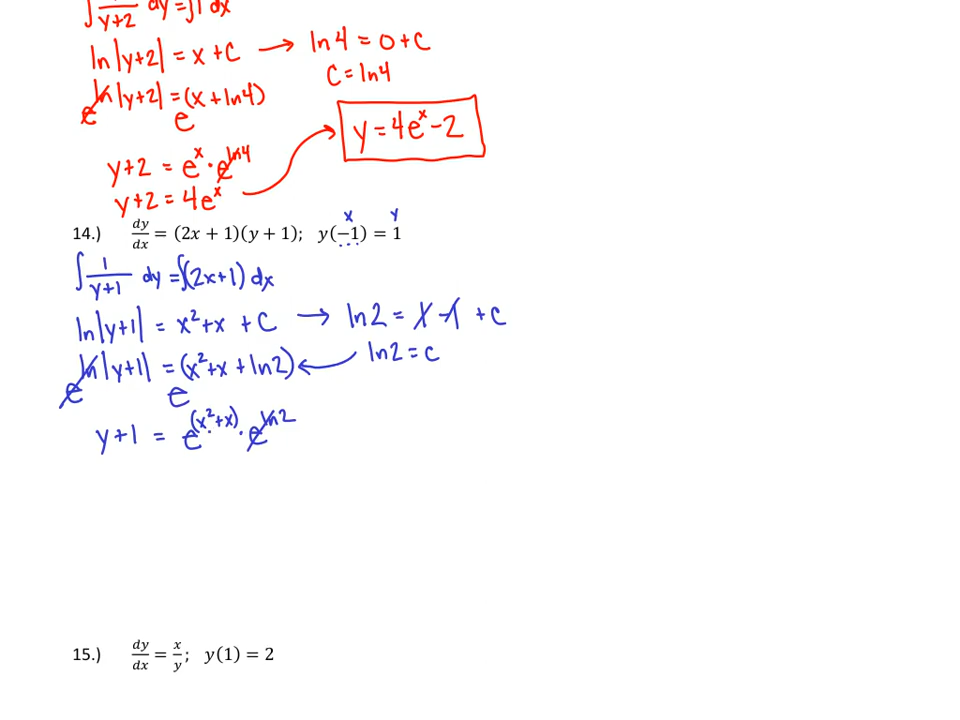 ∫ 1/(y+2) dy = ∫1 dx
ln|y+2| = x + C → ln4 = 0 + C
C = ln4
e^(ln|y+2|) = e^(x + ln4)
y = 4e^x - 2
y+2 = e^x · e^(ln4)
y+2 = 4e^x
x y
14.) dy/dx = (2x + 1)(y + 1); y(−1) = 1
∫ 1/(y+1) dy = ∫(2x+1) dx
ln|y+1| = x²+x + C → ln2 = 1 - 1 + C
e^(ln|y+1|) = e^(x²+x + ln2) ← ln2 = C
y+1 = e^(x²+x) · e^(ln2)
15.) dy/dx = x/y; y(1) = 2